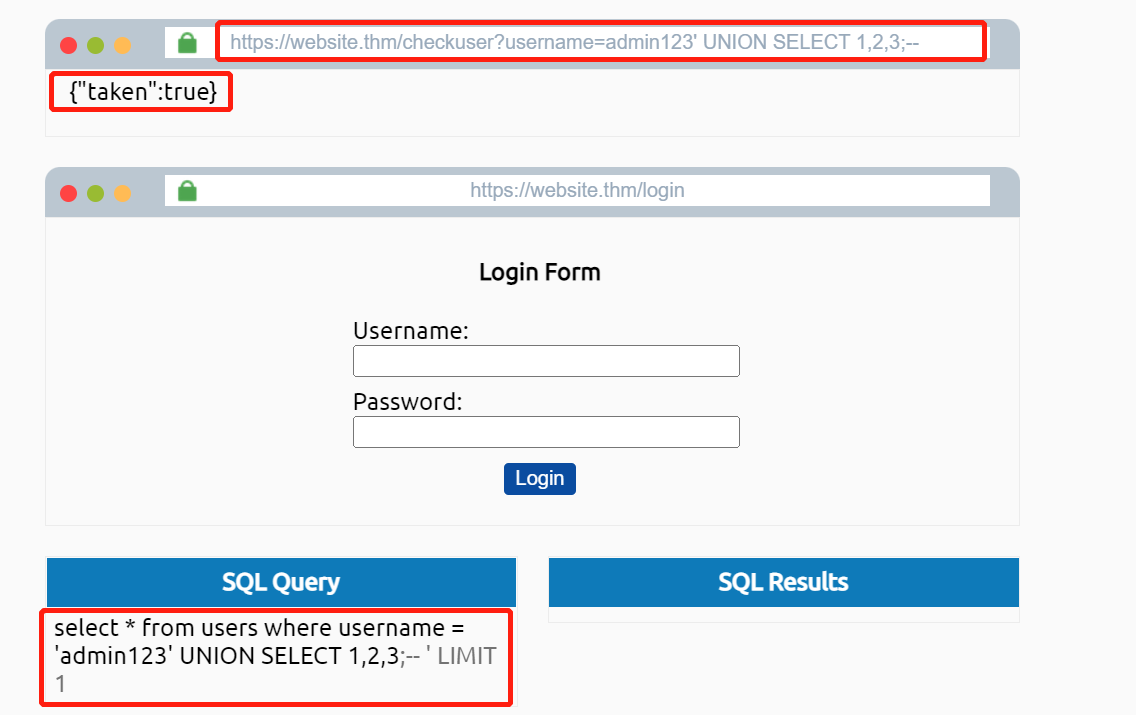 https://website.thm/checkuser?username=admin123' UNION SELECT 1,2,3;--
{"taken":true}
https://website.thm/login
Login Form
Username:
Password:
Login
SQL Query
select * from users where username =
'admin123' UNION SELECT 1,2,3;-- ' LIMIT
1
SQL Results